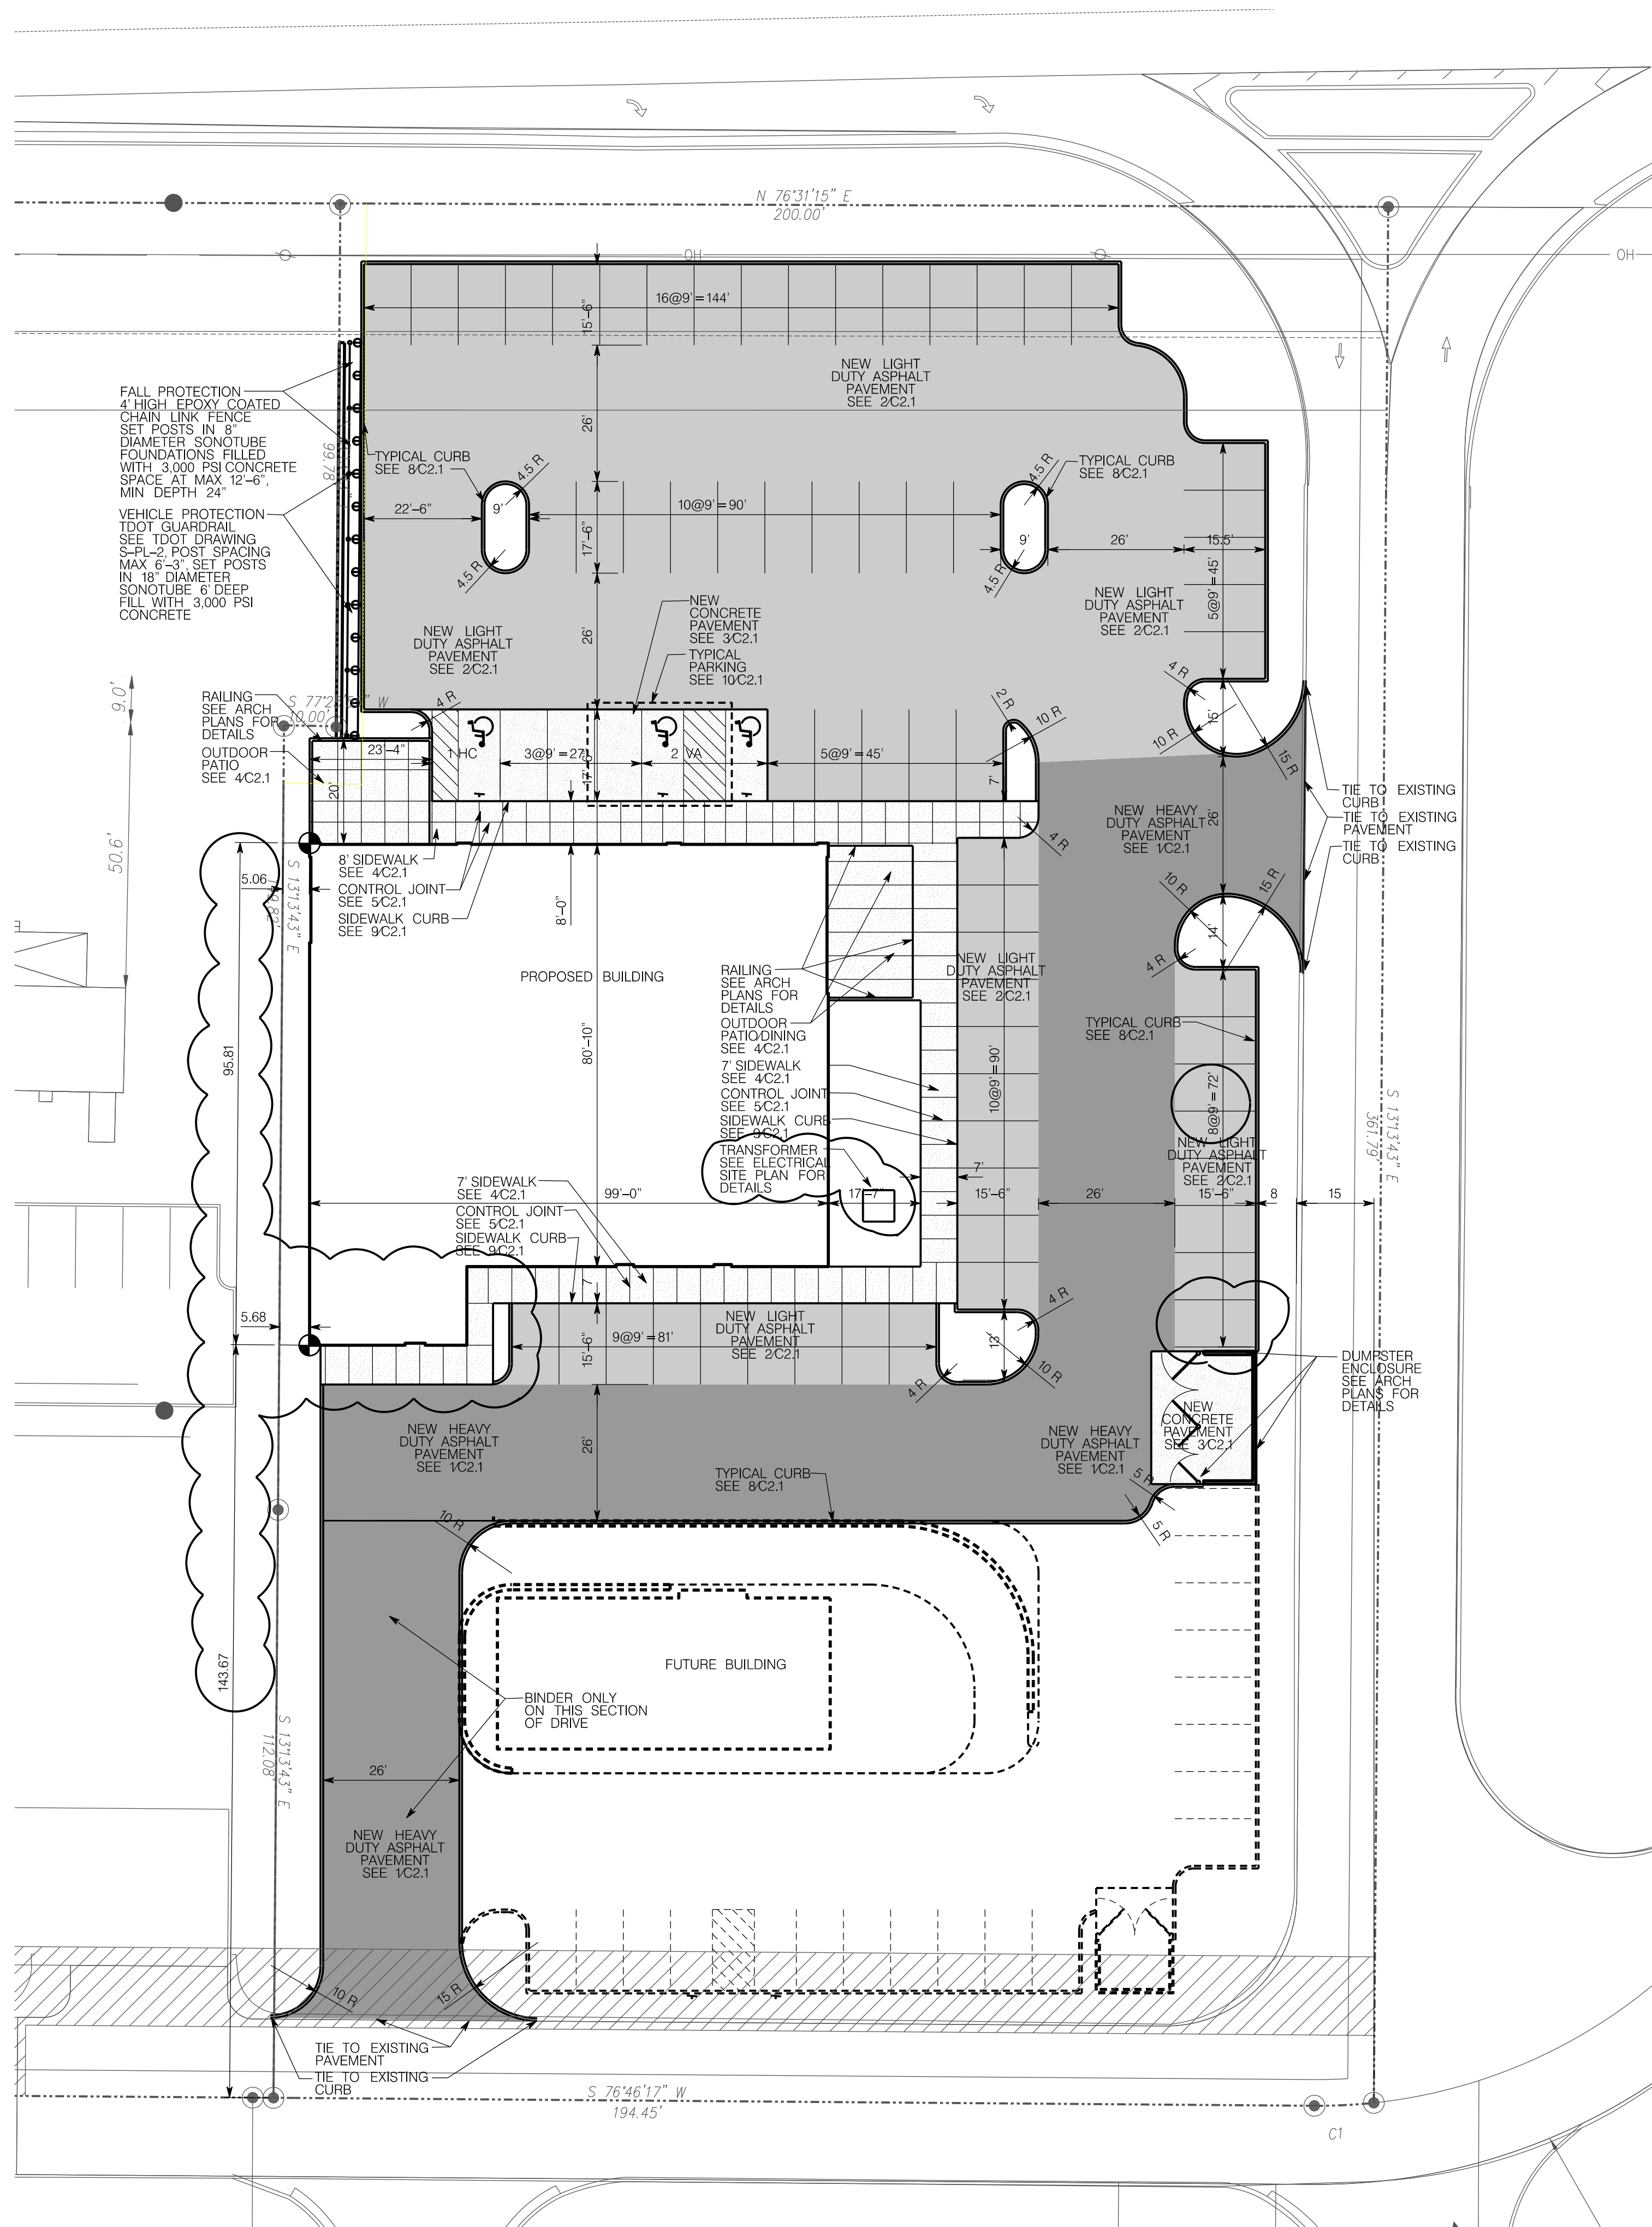 N 76°31'15" E
200.00'
OH
OH
16@9'=144'
15'-6"
NEW LIGHT
DUTY ASPHALT
PAVEMENT
SEE 2/C2.1
26'
FALL PROTECTION
4' HIGH EPOXY COATED
CHAIN LINK FENCE
SET POSTS IN 8"
DIAMETER SONOTUBE
FOUNDATIONS FILLED
WITH 3,000 PSI CONCRETE
SPACE AT MAX 12'-6",
MIN DEPTH 24"
99.78
TYPICAL CURB
SEE 8/C2.1
4.5 R
4.5 R
TYPICAL CURB
SEE 8/C2.1
22'-6"
9'
10@9'=90'
17'-6"
9'
26'
15.5'
4.5 R
4.5 R
5@9'=45'
VEHICLE PROTECTION
TDOT GUARDRAIL
SEE TDOT DRAWING
S-PL-2, POST SPACING
MAX 6'-3", SET POSTS
IN 18" DIAMETER
SONOTUBE 6' DEEP
FILL WITH 3,000 PSI
CONCRETE
NEW LIGHT
DUTY ASPHALT
PAVEMENT
SEE 2/C2.1
NEW
CONCRETE
PAVEMENT
SEE 3/C2.1
TYPICAL
PARKING
SEE 10/C2.1
NEW LIGHT
DUTY ASPHALT
PAVEMENT
SEE 2/C2.1
26'
9.0'
RAILING
SEE ARCH
PLANS FOR
DETAILS
OUTDOOR
PATIO
SEE 4/C2.1
W
10.00'
4 R
23'-4"
20'
1 HC
3@9'=27'
2 VA
5@9'=45'
2 R
10 R
7'
4 R
4 R
15'
10 R
15 R
TIE TO EXISTING
CURB
TIE TO EXISTING
PAVEMENT
TIE TO EXISTING
CURB
NEW HEAVY
DUTY ASPHALT
PAVEMENT
SEE 1/C2.1
26'
50.6'
8' SIDEWALK
SEE 4/C2.1
CONTROL JOINT
SEE 5/C2.1
SIDEWALK CURB
SEE 9/C2.1
5.06
S 13°13'43" E
8'-0"
10 R
15 R
14'
4 R
PROPOSED BUILDING
RAILING
SEE ARCH
PLANS FOR
DETAILS
OUTDOOR
PATIO/DINING
SEE 4/C2.1
7' SIDEWALK
SEE 4/C2.1
CONTROL JOINT
SEE 5/C2.1
SIDEWALK CURB
SEE 9/C2.1
TRANSFORMER
SEE ELECTRICAL
SITE PLAN FOR
DETAILS
NEW LIGHT
DUTY ASPHALT
PAVEMENT
SEE 2/C2.1
TYPICAL CURB
SEE 8/C2.1
95.81
80'-10"
10@9'=90'
8@9'=72'
NEW LIGHT
DUTY ASPHALT
PAVEMENT
SEE 2/C2.1
S 13°13'43" E
361.79'
7' SIDEWALK
SEE 4/C2.1
CONTROL JOINT
SEE 5/C2.1
SIDEWALK CURB
SEE 9/C2.1
99'-0"
17'-7"
7'
15'-6"
26'
15'-6"
8
15
5.68
7'
15'-6"
9@9'=81'
NEW LIGHT
DUTY ASPHALT
PAVEMENT
SEE 2/C2.1
4 R
13'
10 R
4 R
DUMPSTER
ENCLOSURE
SEE ARCH
PLANS FOR
DETAILS
NEW
CONCRETE
PAVEMENT
SEE 3/C2.1
NEW HEAVY
DUTY ASPHALT
PAVEMENT
SEE 1/C2.1
26'
NEW HEAVY
DUTY ASPHALT
PAVEMENT
SEE 1/C2.1
TYPICAL CURB
SEE 8/C2.1
5 R
5 R
10 R
FUTURE BUILDING
143.67
BINDER ONLY
ON THIS SECTION
OF DRIVE
S 13°13'43" E
112.08'
26'
NEW HEAVY
DUTY ASPHALT
PAVEMENT
SEE 1/C2.1
10 R
15 R
TIE TO EXISTING
PAVEMENT
TIE TO EXISTING
CURB
S 76°46'17" W
194.45'
C1